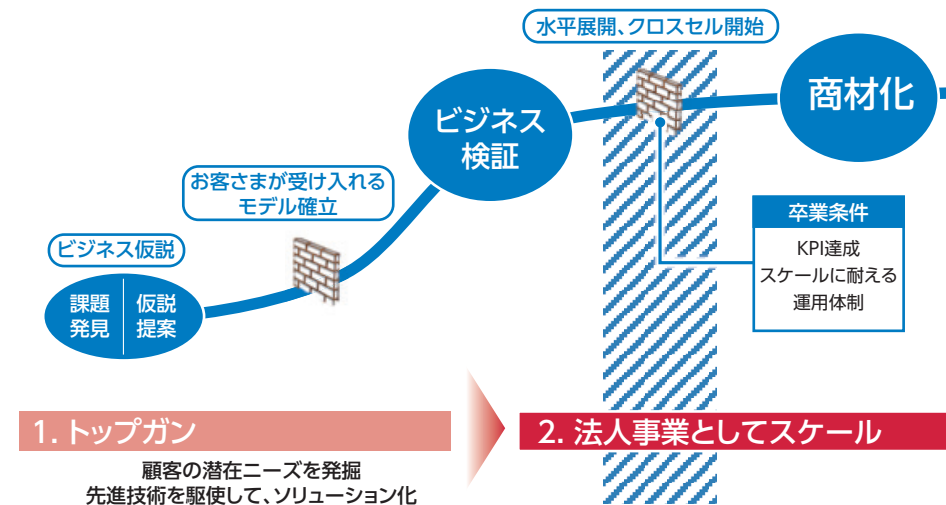 水平展開、クロスセル開始
商材化
ビジネス
検証
お客さまが受け入れる
モデル確立
ビジネス仮説
課題
発見
仮説
提案
卒業条件
KPI達成
スケールに耐える
運用体制
1. トップガン
2. 法人事業としてスケール
顧客の潜在ニーズを発掘
先進技術を駆使して、ソリューション化